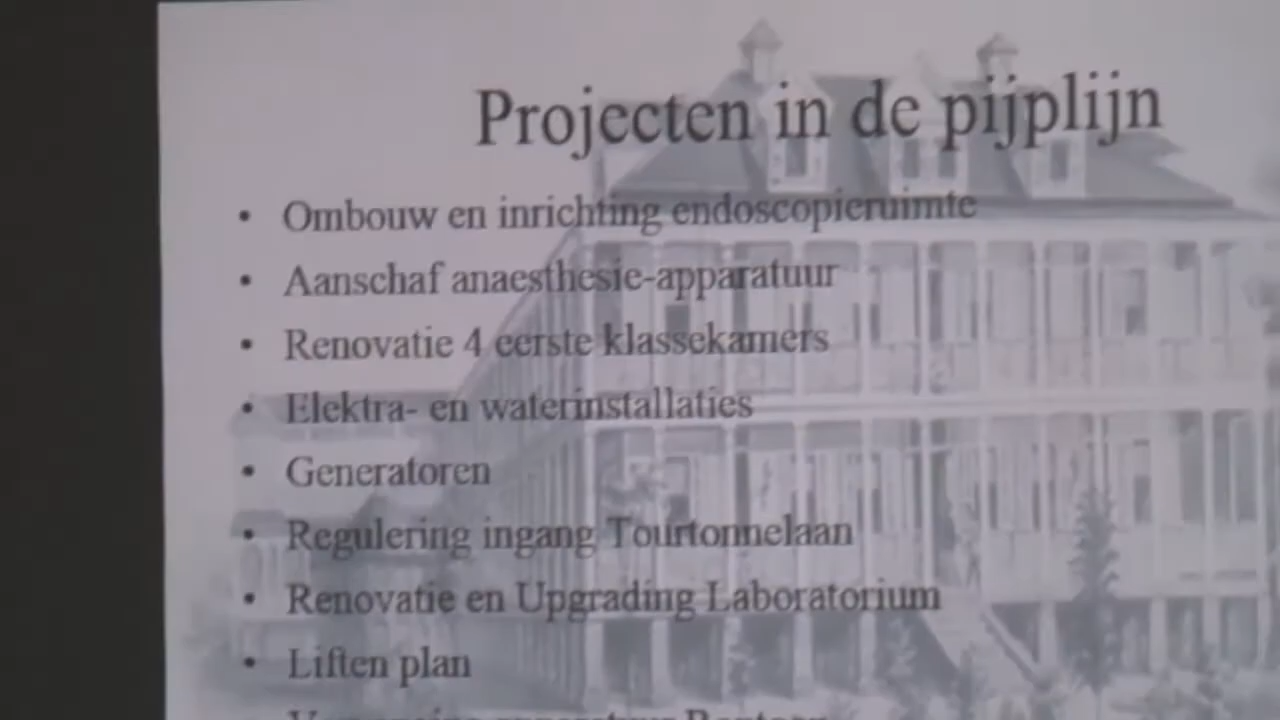 Projecten in de pijplijn
• Ombouw en inrichting endoscopieruimte
• Aanschaf anaesthesie-apparatuur
• Renovatie 4 eerste klassekamers
• Elektra- en waterinstallaties
• Generatoren
• Regulering ingang Tourtonnelaan
• Renovatie en Upgrading Laboratorium
• Liften plan